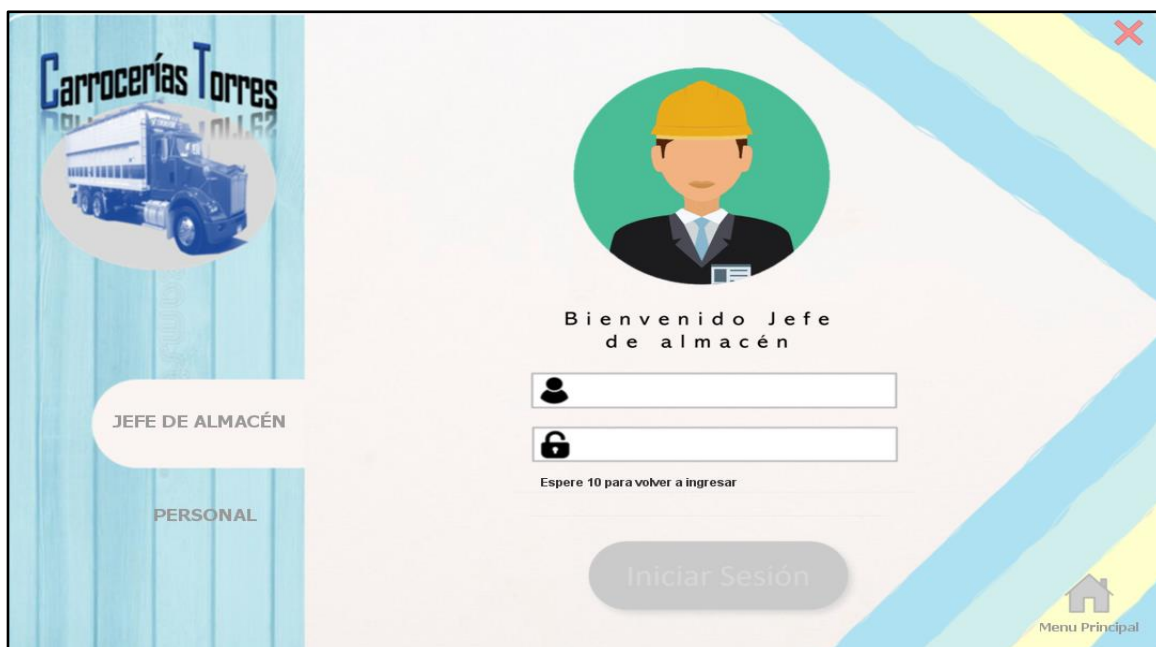 Carrocerías Torres
Bienvenido Jefe
de almacén
JEFE DE ALMACÉN
Espere 10 para volver a ingresar
PERSONAL
Iniciar Sesión
Menu Principal